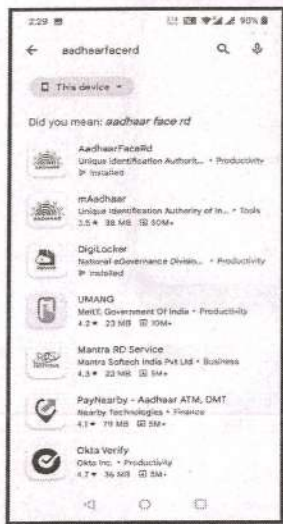 2:29 90%
aadhaarfacerd
This device
Did you mean: aadhaar face rd
AadhaarFaceRd
Unique Identification Authorit... • Productivity
Installed
mAadhaar
Unique Identification Authority of In... • Tools
3.5★ 38 MB 50M+
DigiLocker
National eGovernance Divisio... • Productivity
Installed
UMANG
MeitY, Government Of India • Productivity
4.2★ 23 MB 10M+
Mantra RD Service
Mantra Softech India Pvt Ltd • Business
4.3★ 22 MB 5M+
PayNearby - Aadhaar ATM, DMT
Nearby Technologies • Finance
4.1★ 79 MB 5M+
Okta Verify
Okta Inc. • Productivity
4.7★ 36 MB 5M+